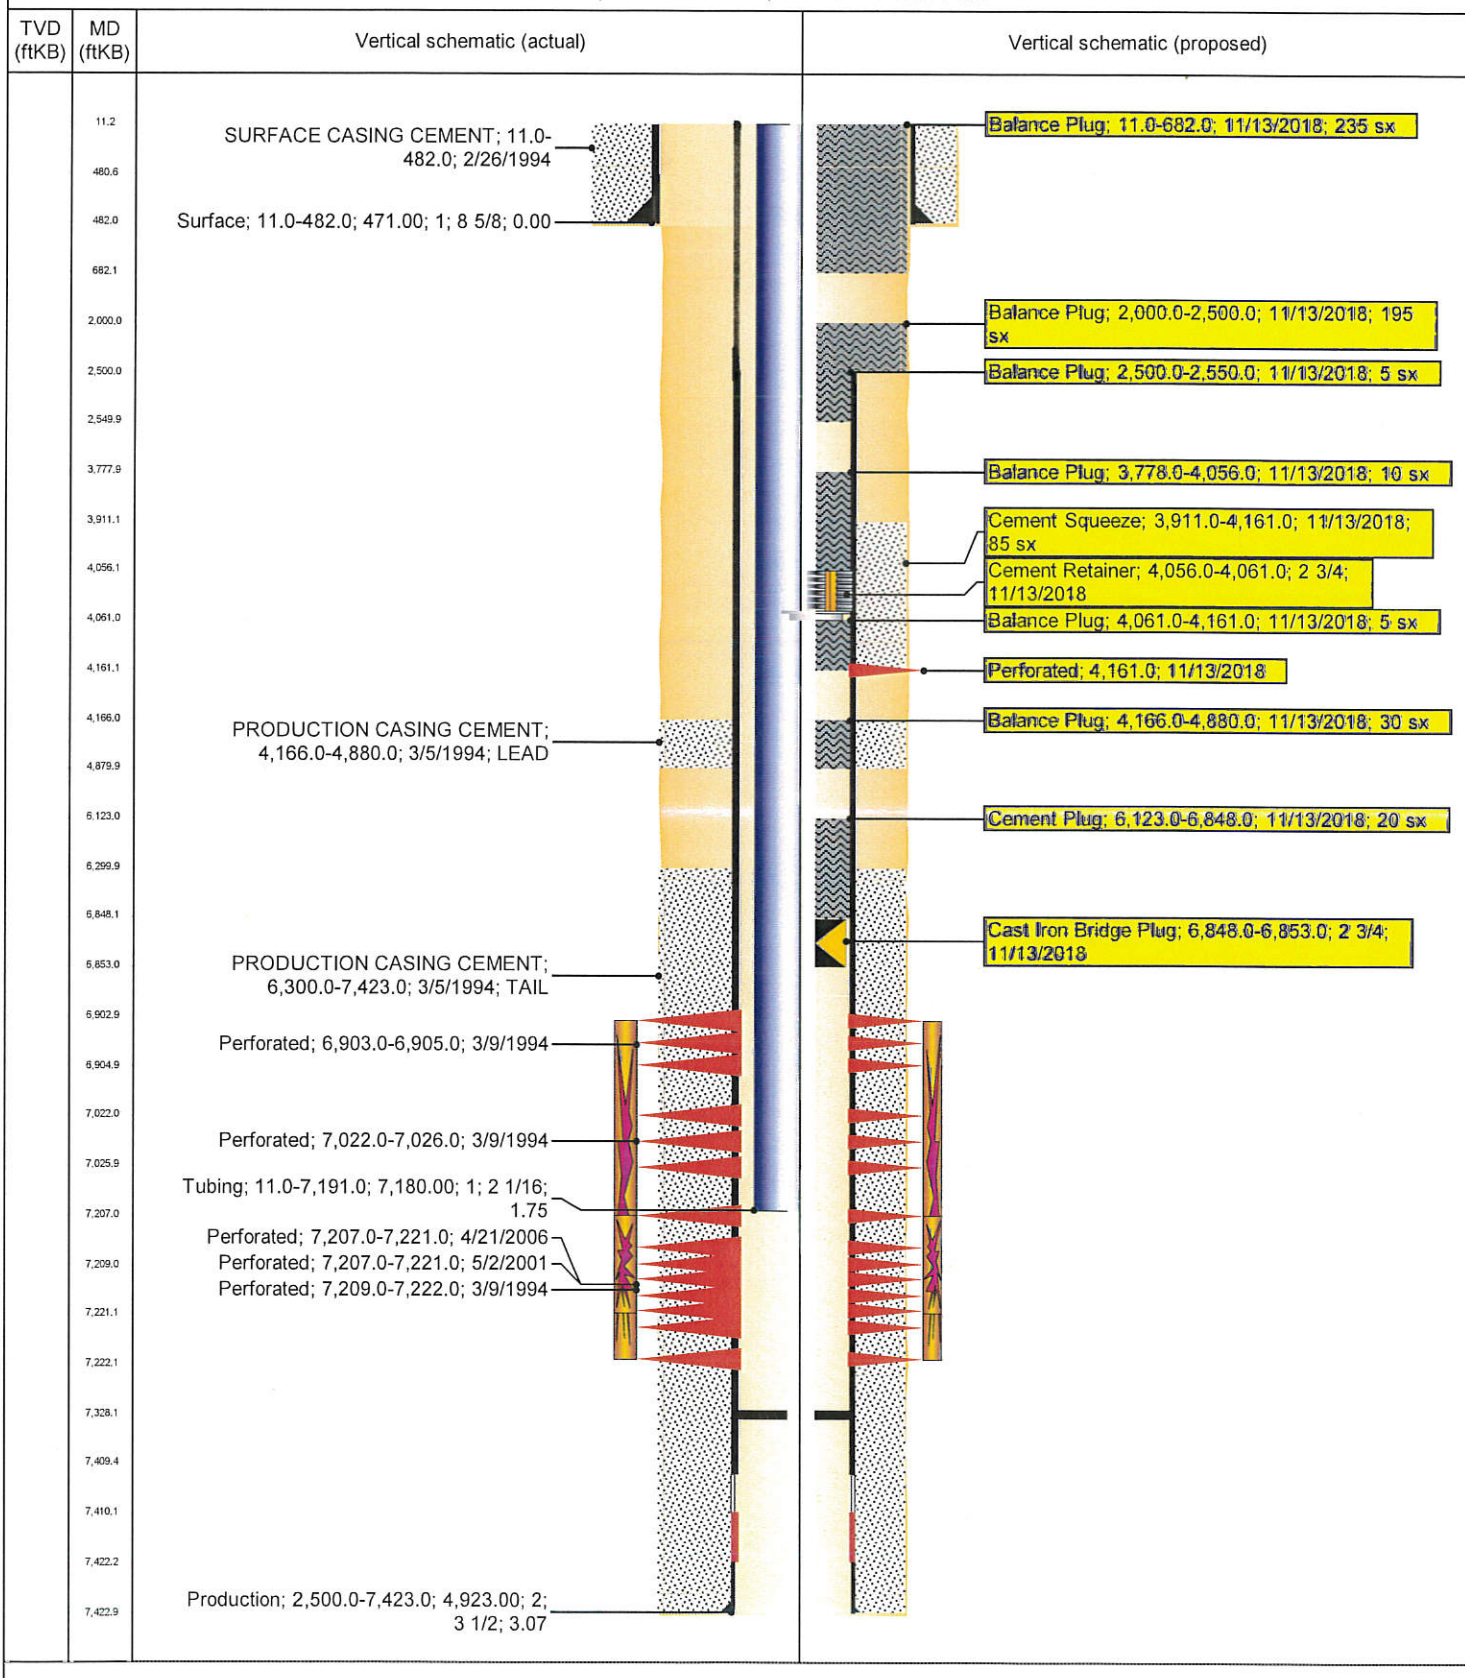 TVD
(ftKB)
MD
(ftKB)
Vertical schematic (actual)
Vertical schematic (proposed)
11.2
480.6
482.0
682.1
2,000.0
2,500.0
2,549.9
3,777.9
3,911.1
4,056.1
4,061.0
4,161.1
4,166.0
4,879.9
6,123.0
6,299.9
6,848.1
6,853.0
6,902.9
6,904.9
7,022.0
7,025.9
7,207.0
7,209.0
7,221.1
7,222.1
7,328.1
7,409.4
7,410.1
7,422.2
7,422.9
SURFACE CASING CEMENT; 11.0-
482.0; 2/26/1994
Surface; 11.0-482.0; 471.00; 1; 8 5/8; 0.00
PRODUCTION CASING CEMENT;
4,166.0-4,880.0; 3/5/1994; LEAD
PRODUCTION CASING CEMENT;
6,300.0-7,423.0; 3/5/1994; TAIL
Perforated; 6,903.0-6,905.0; 3/9/1994
Perforated; 7,022.0-7,026.0; 3/9/1994
Tubing; 11.0-7,191.0; 7,180.00; 1; 2 1/16;
1.75
Perforated; 7,207.0-7,221.0; 4/21/2006
Perforated; 7,207.0-7,221.0; 5/2/2001
Perforated; 7,209.0-7,222.0; 3/9/1994
Production; 2,500.0-7,423.0; 4,923.00; 2;
3 1/2; 3.07
Balance Plug; 11.0-682.0; 11/13/2018; 235 sx
Balance Plug; 2,000.0-2,500.0; 11/13/2018; 195
sx
Balance Plug; 2,500.0-2,550.0; 11/13/2018; 5 sx
Balance Plug; 3,778.0-4,056.0; 11/13/2018; 10 sx
Cement Squeeze; 3,911.0-4,161.0; 11/13/2018;
85 sx
Cement Retainer; 4,056.0-4,061.0; 2 3/4;
11/13/2018
Balance Plug; 4,061.0-4,161.0; 11/13/2018; 5 sx
Perforated; 4,161.0; 11/13/2018
Balance Plug; 4,166.0-4,880.0; 11/13/2018; 30 sx
Cement Plug; 6,123.0-6,848.0; 11/13/2018; 20 sx
Cast Iron Bridge Plug; 6,848.0-6,853.0; 2 3/4;
11/13/2018